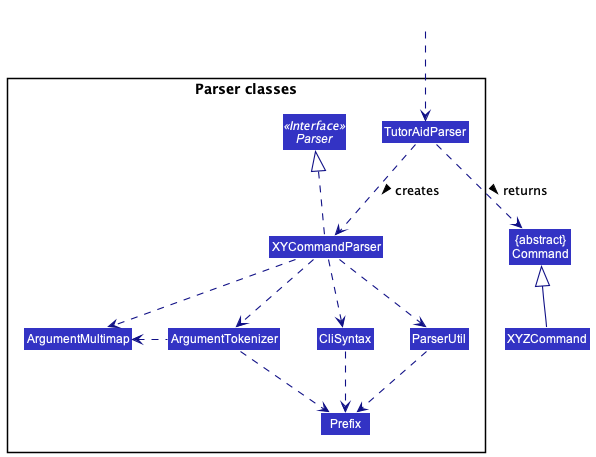 Parser classes
«Interface»
Parser
TutorAidParser
creates
returns
XYCommandParser
{abstract}
Command
ArgumentMultimap
ArgumentTokenizer
CliSyntax
ParserUtil
XYZCommand
Prefix